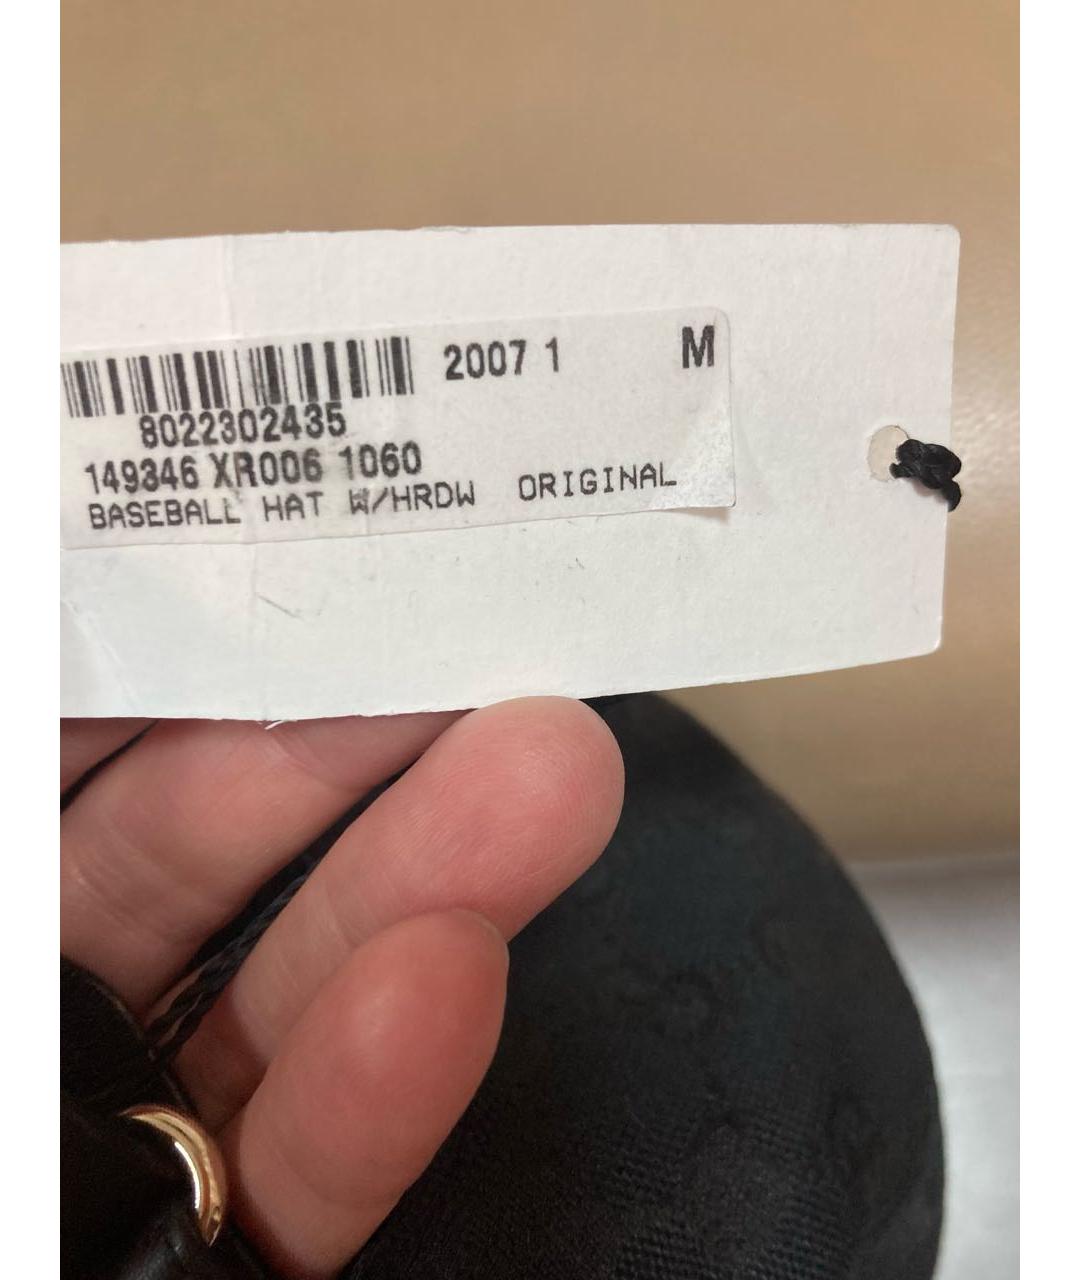 2007 1 M
8022302435
149346 XR006 1060
BASEBALL HAT W/HRDW ORIGINAL